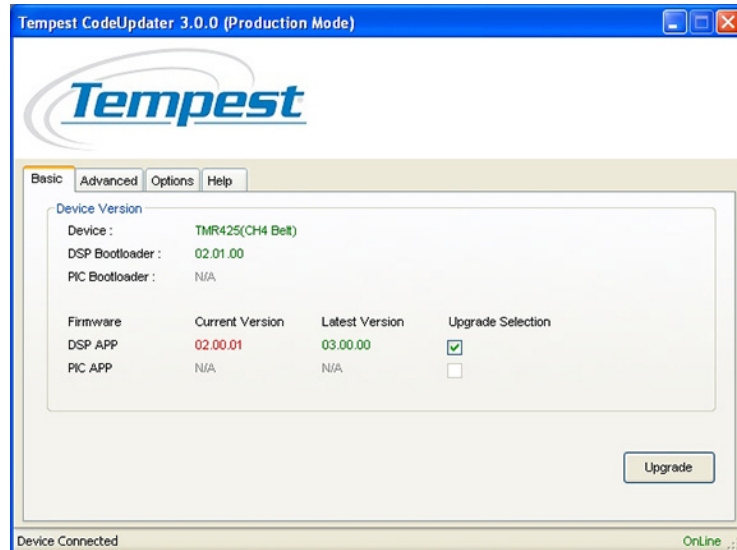 Tempest CodeUpdater 3.0.0 (Production Mode)
Tempest
Basic Advanced Options Help
Device Version
Device : TMR425(CH4 Belt)
DSP Bootloader : 02.01.00
PIC Bootloader : N/A
Firmware Current Version Latest Version Upgrade Selection
DSP APP 02.00.01 03.00.00
PIC APP N/A N/A
Upgrade
Device Connected OnLine